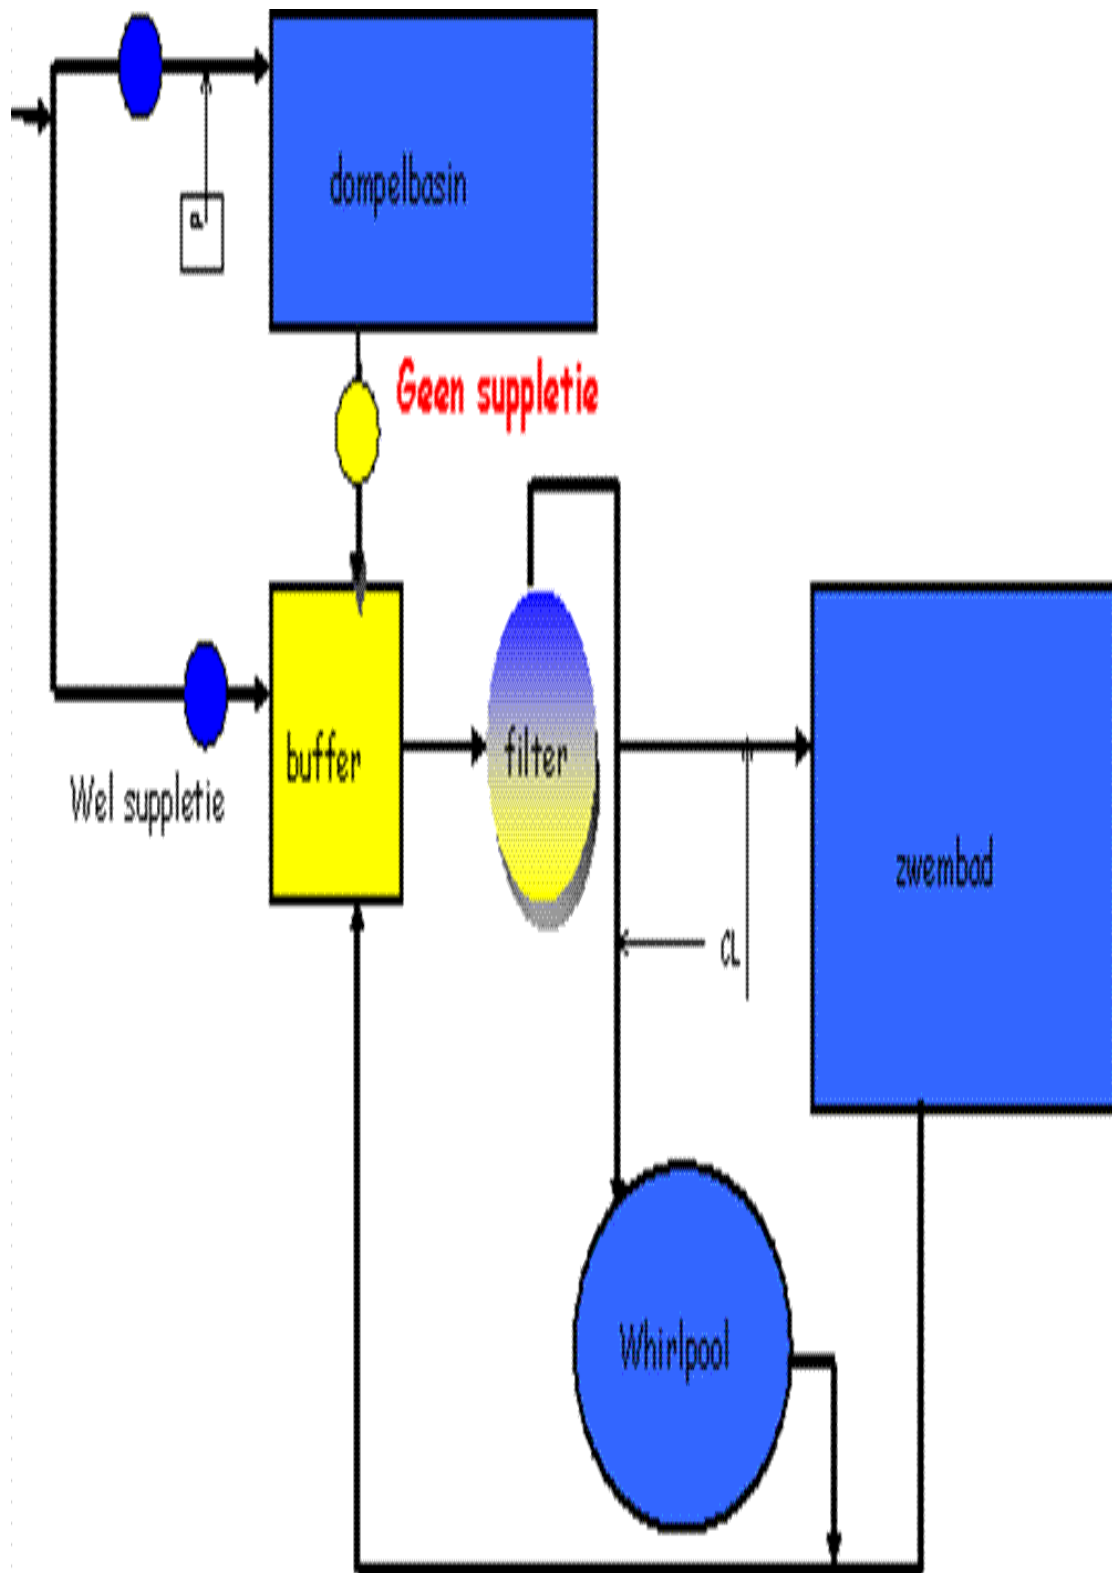 dompelbasin
P
Geen suppletie
buffer
filter
Wel suppletie
zwembad
CL
Whirlpool